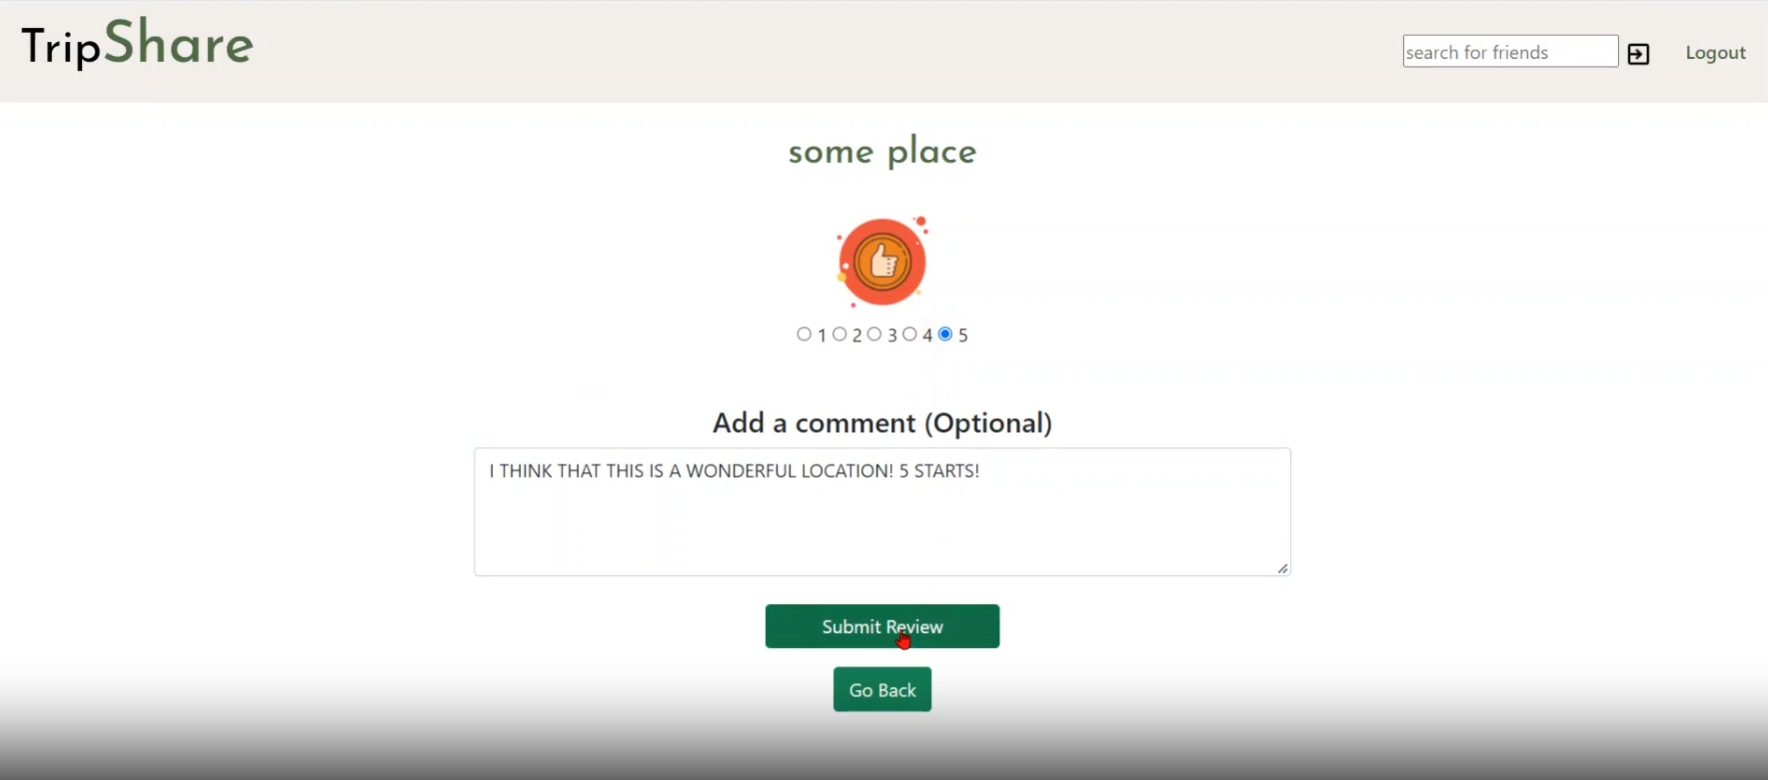 TripShare
search for friends
Logout
some place
1 2 3 4 5
Add a comment (Optional)
I THINK THAT THIS IS A WONDERFUL LOCATION! 5 STARTS!
Submit Review
Go Back